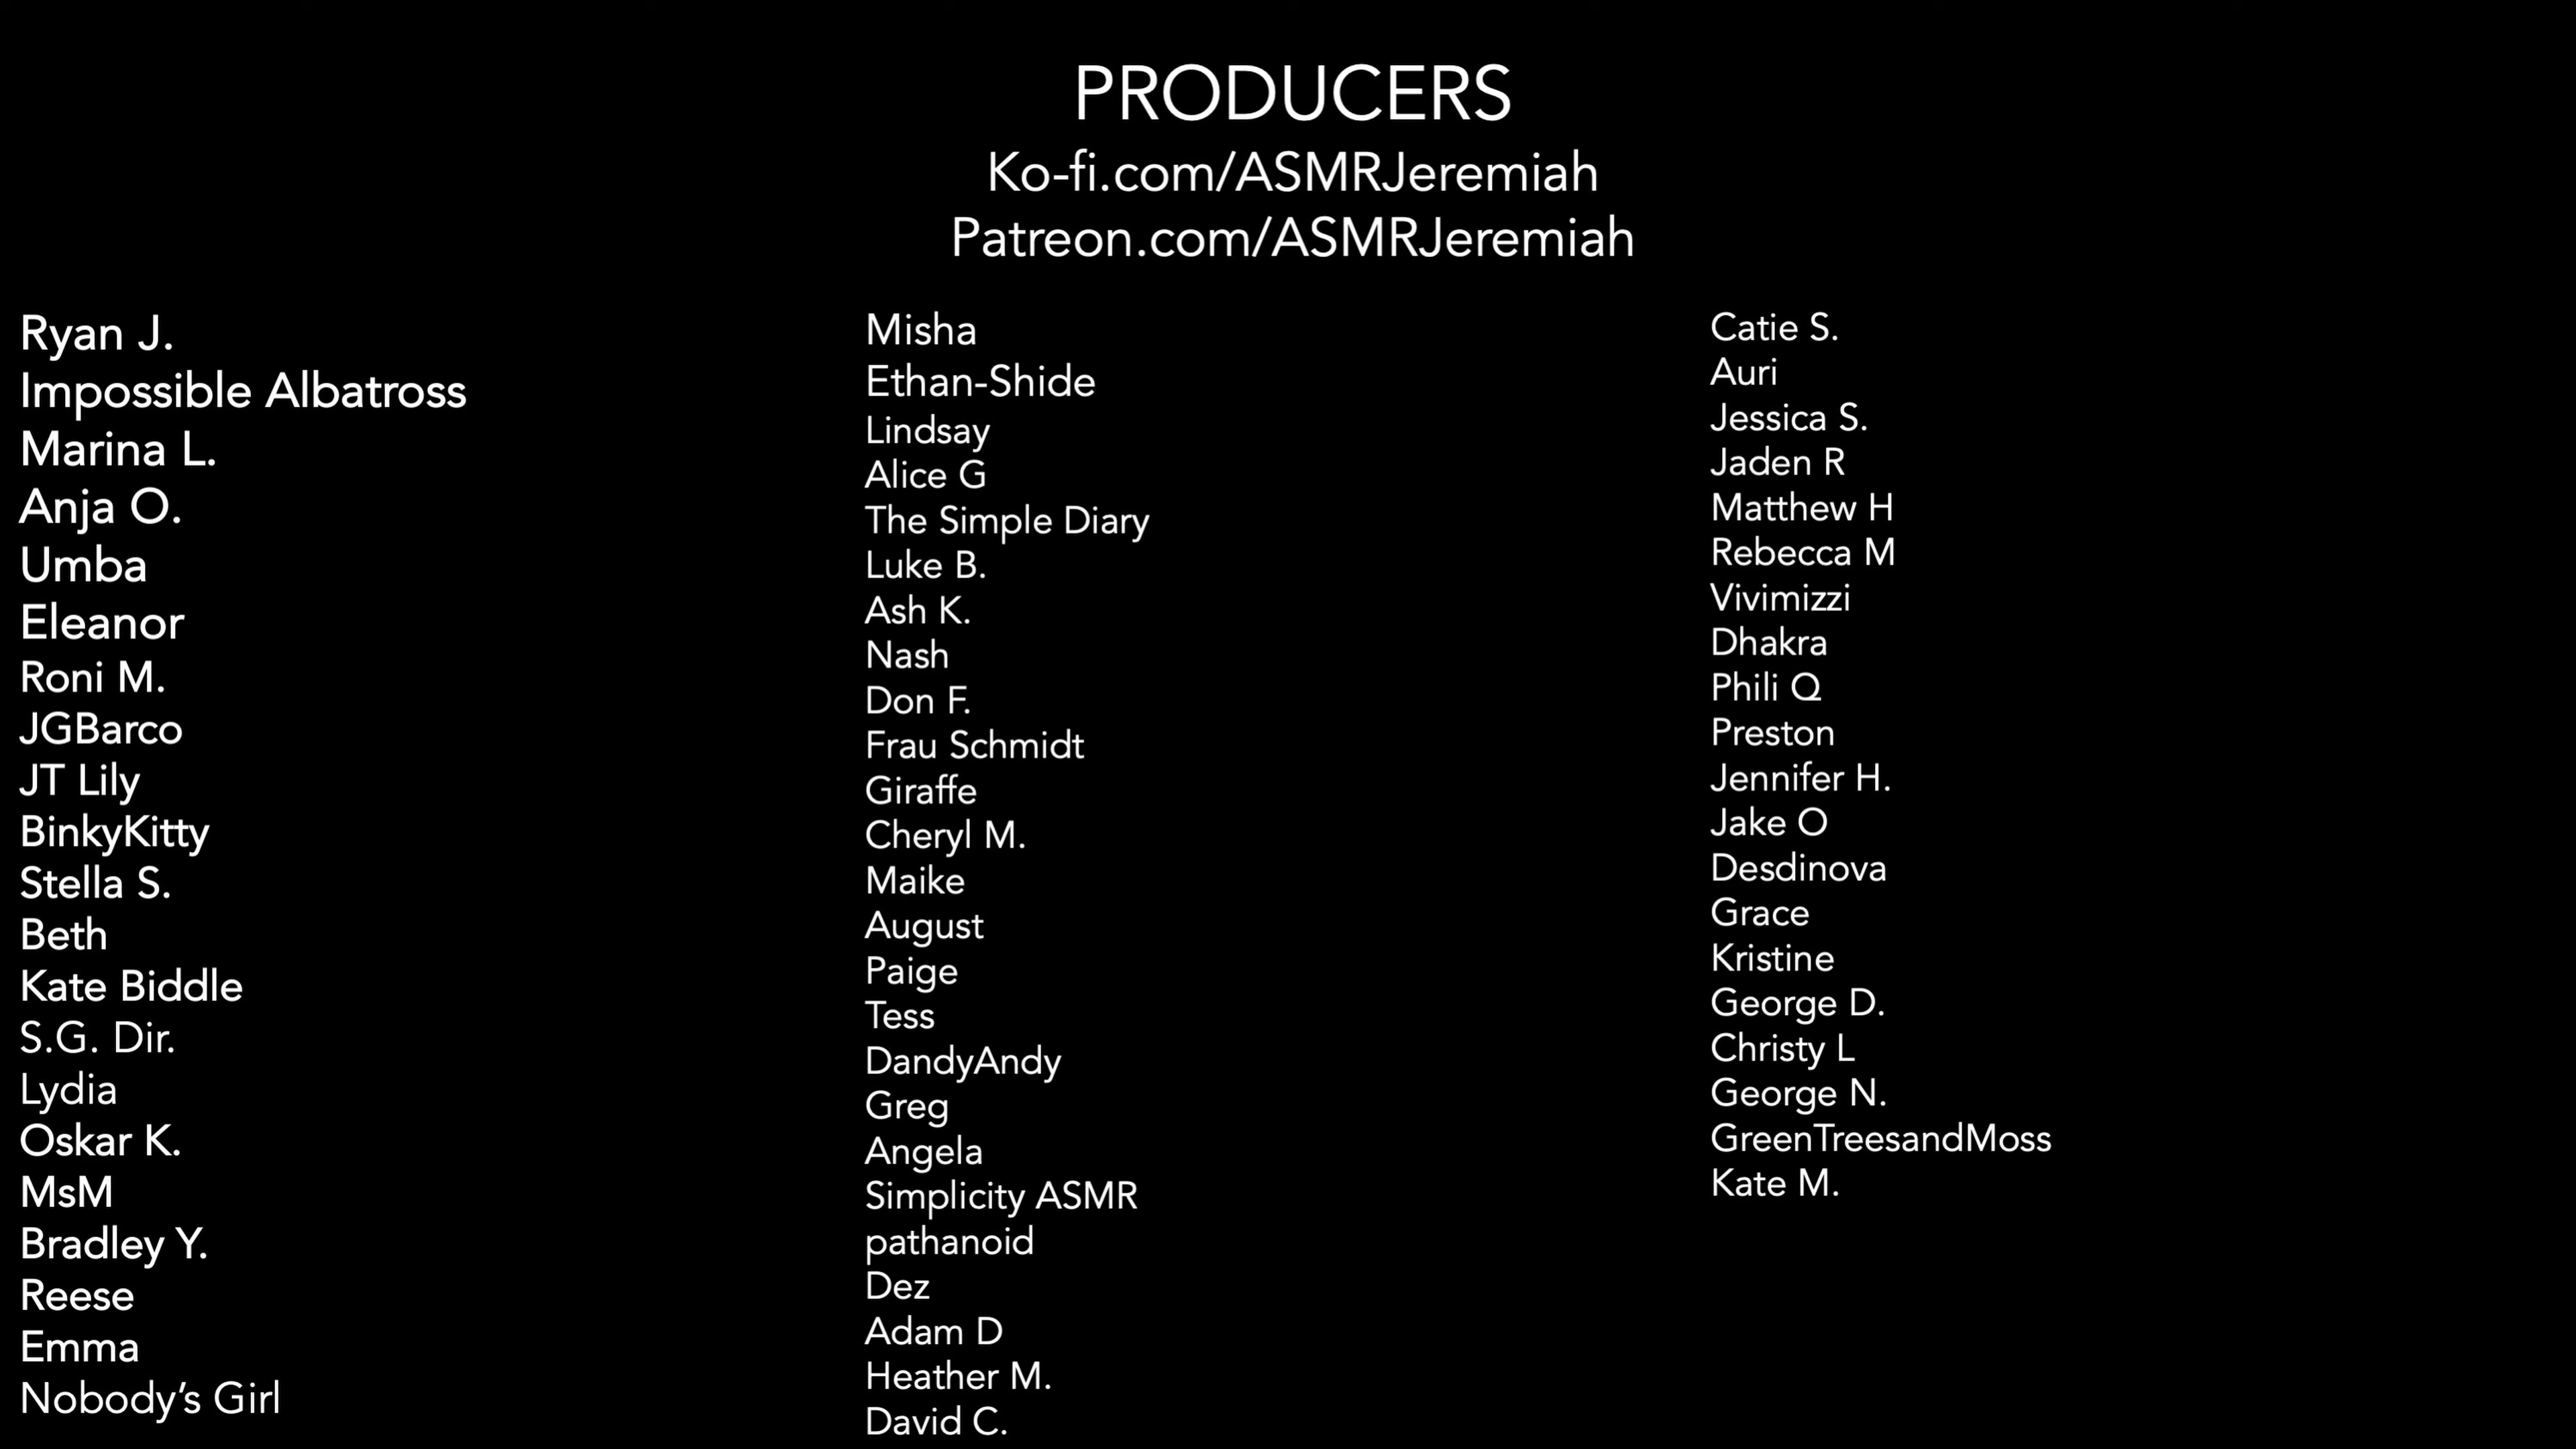 PRODUCERS
Ko-fi.com/ASMRJeremiah
Patreon.com/ASMRJeremiah
Ryan J.
Impossible Albatross
Marina L.
Anja O.
Umba
Eleanor
Roni M.
JGBarco
JT Lily
BinkyKitty
Stella S.
Beth
Kate Biddle
S.G. Dir.
Lydia
Oskar K.
MsM
Bradley Y.
Reese
Emma
Nobody’s Girl
Misha
Ethan-Shide
Lindsay
Alice G
The Simple Diary
Luke B.
Ash K.
Nash
Don F.
Frau Schmidt
Giraffe
Cheryl M.
Maike
August
Paige
Tess
DandyAndy
Greg
Angela
Simplicity ASMR
pathanoid
Dez
Adam D
Heather M.
David C.
Catie S.
Auri
Jessica S.
Jaden R
Matthew H
Rebecca M
Vivimizzi
Dhakra
Phili Q
Preston
Jennifer H.
Jake O
Desdinova
Grace
Kristine
George D.
Christy L
George N.
GreenTreesandMoss
Kate M.